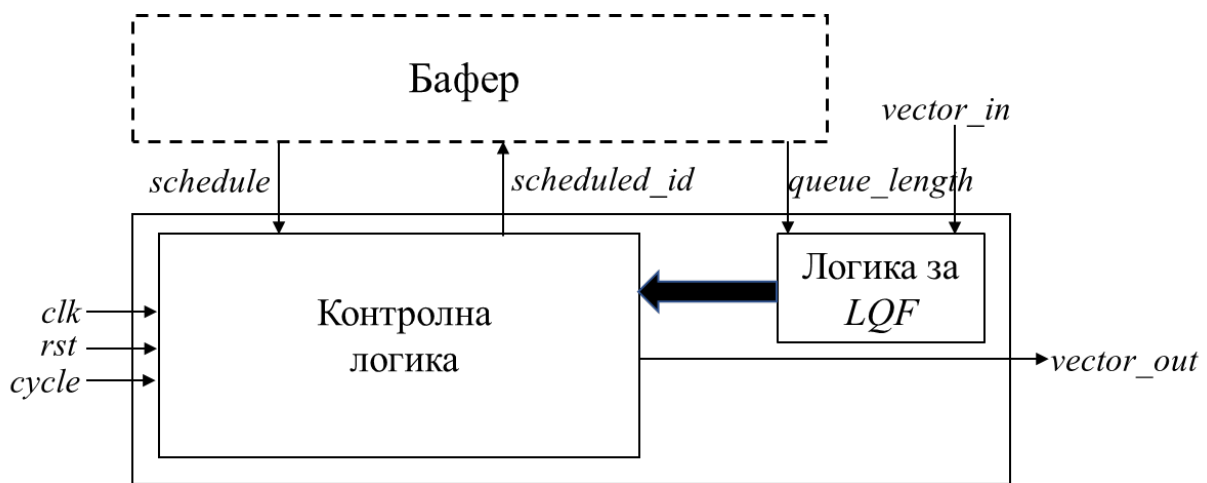 Бафер
vector_in
schedule
scheduled_id
queue_length
Логика за
LQF
Контролна
логика
clk
rst
cycle
vector_out